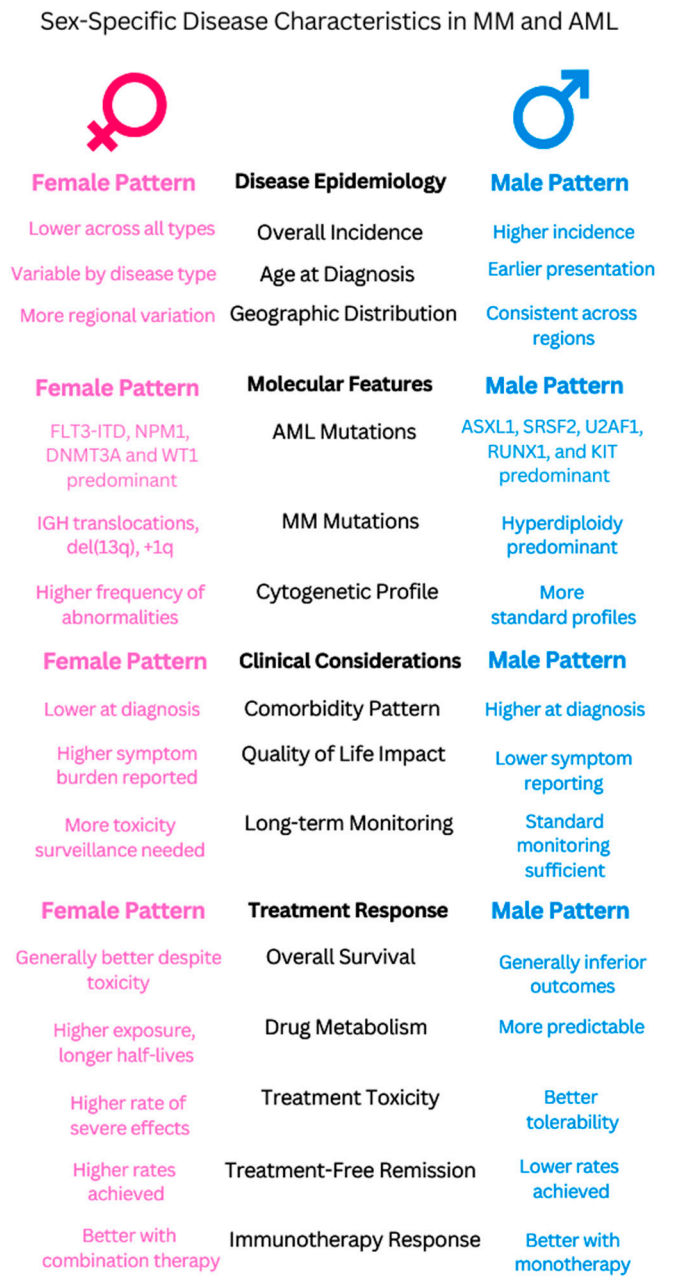 Sex-Specific Disease Characteristics in MM and AML
Female Pattern Disease Epidemiology Male Pattern
Lower across all types Overall Incidence Higher incidence
Variable by disease type Age at Diagnosis Earlier presentation
More regional variation Geographic Distribution Consistent across
regions
Female Pattern Molecular Features Male Pattern
FLT3-ITD, NPM1, AML Mutations ASXL1, SRSF2, U2AF1,
DNMT3A and WT1 RUNX1, and KIT
predominant predominant
IGH translocations, MM Mutations Hyperdiploidy
del(13q), +1q predominant
Higher frequency of Cytogenetic Profile More
abnormalities standard profiles
Female Pattern Clinical Considerations Male Pattern
Lower at diagnosis Comorbidity Pattern Higher at diagnosis
Higher symptom Quality of Life Impact Lower symptom
burden reported reporting
More toxicity Long-term Monitoring Standard
surveillance needed monitoring
sufficient
Female Pattern Treatment Response Male Pattern
Generally better despite Overall Survival Generally inferior
toxicity outcomes
Higher exposure, Drug Metabolism More predictable
longer half-lives
Higher rate of Treatment Toxicity Better
severe effects tolerability
Higher rates Treatment-Free Remission Lower rates
achieved achieved
Better with Immunotherapy Response Better with
combination therapy monotherapy